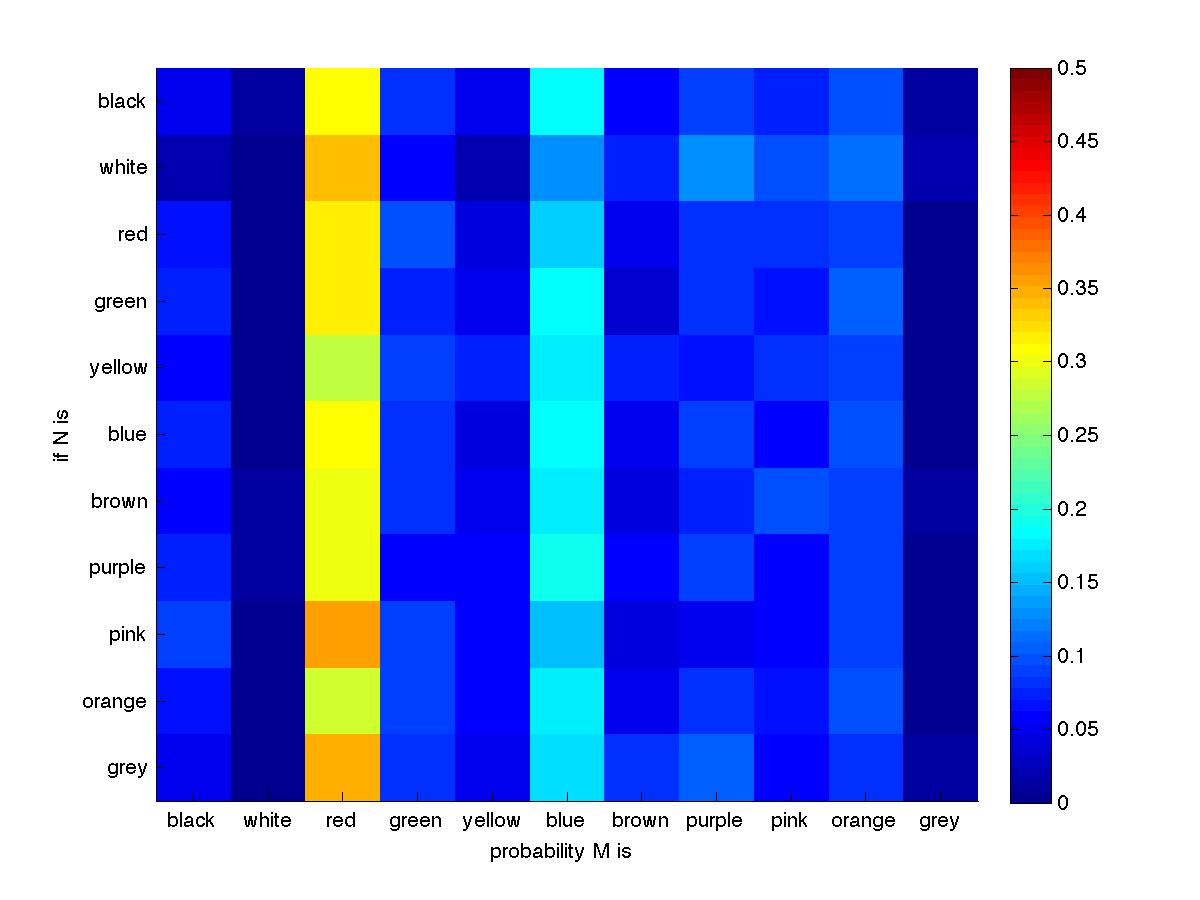 0.5
black
0.45
white
0.4
red
0.35
green
0.3
yellow
0.25
if N is
blue
0.2
brown
0.15
purple
0.1
pink
0.05
orange
grey
0
black white red green yellow blue brown purple pink orange grey
probability M is